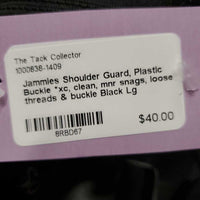 The Tack Collector
1000838-1409
Jammies Shoulder Guard, Plastic
Buckle *xc, clean, mnr snags, loose
threads & buckle Black Lg
$40.00
8RBD67